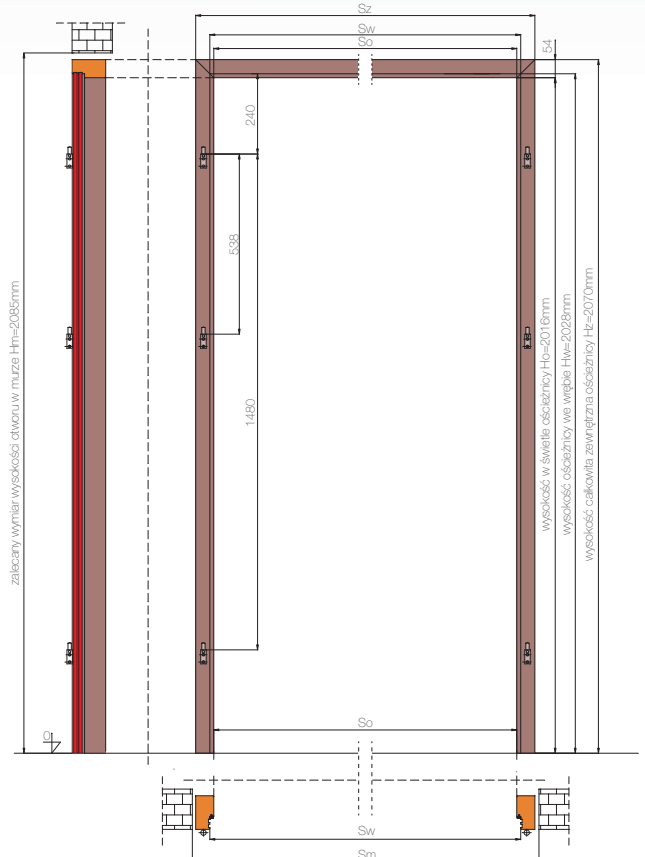 Sz
Sw
So
54
240
538
1480
zalecany wymiar wysokości otworu w murze Hm=2085mm
wysokość w świetle ościeżnicy Ho=2016mm
wysokość ościeżnicy we wrębie Hw=2028mm
wysokość całkowita zewnętrzna ościeżnicy Hz=2070mm
0
So
Sw
Sm